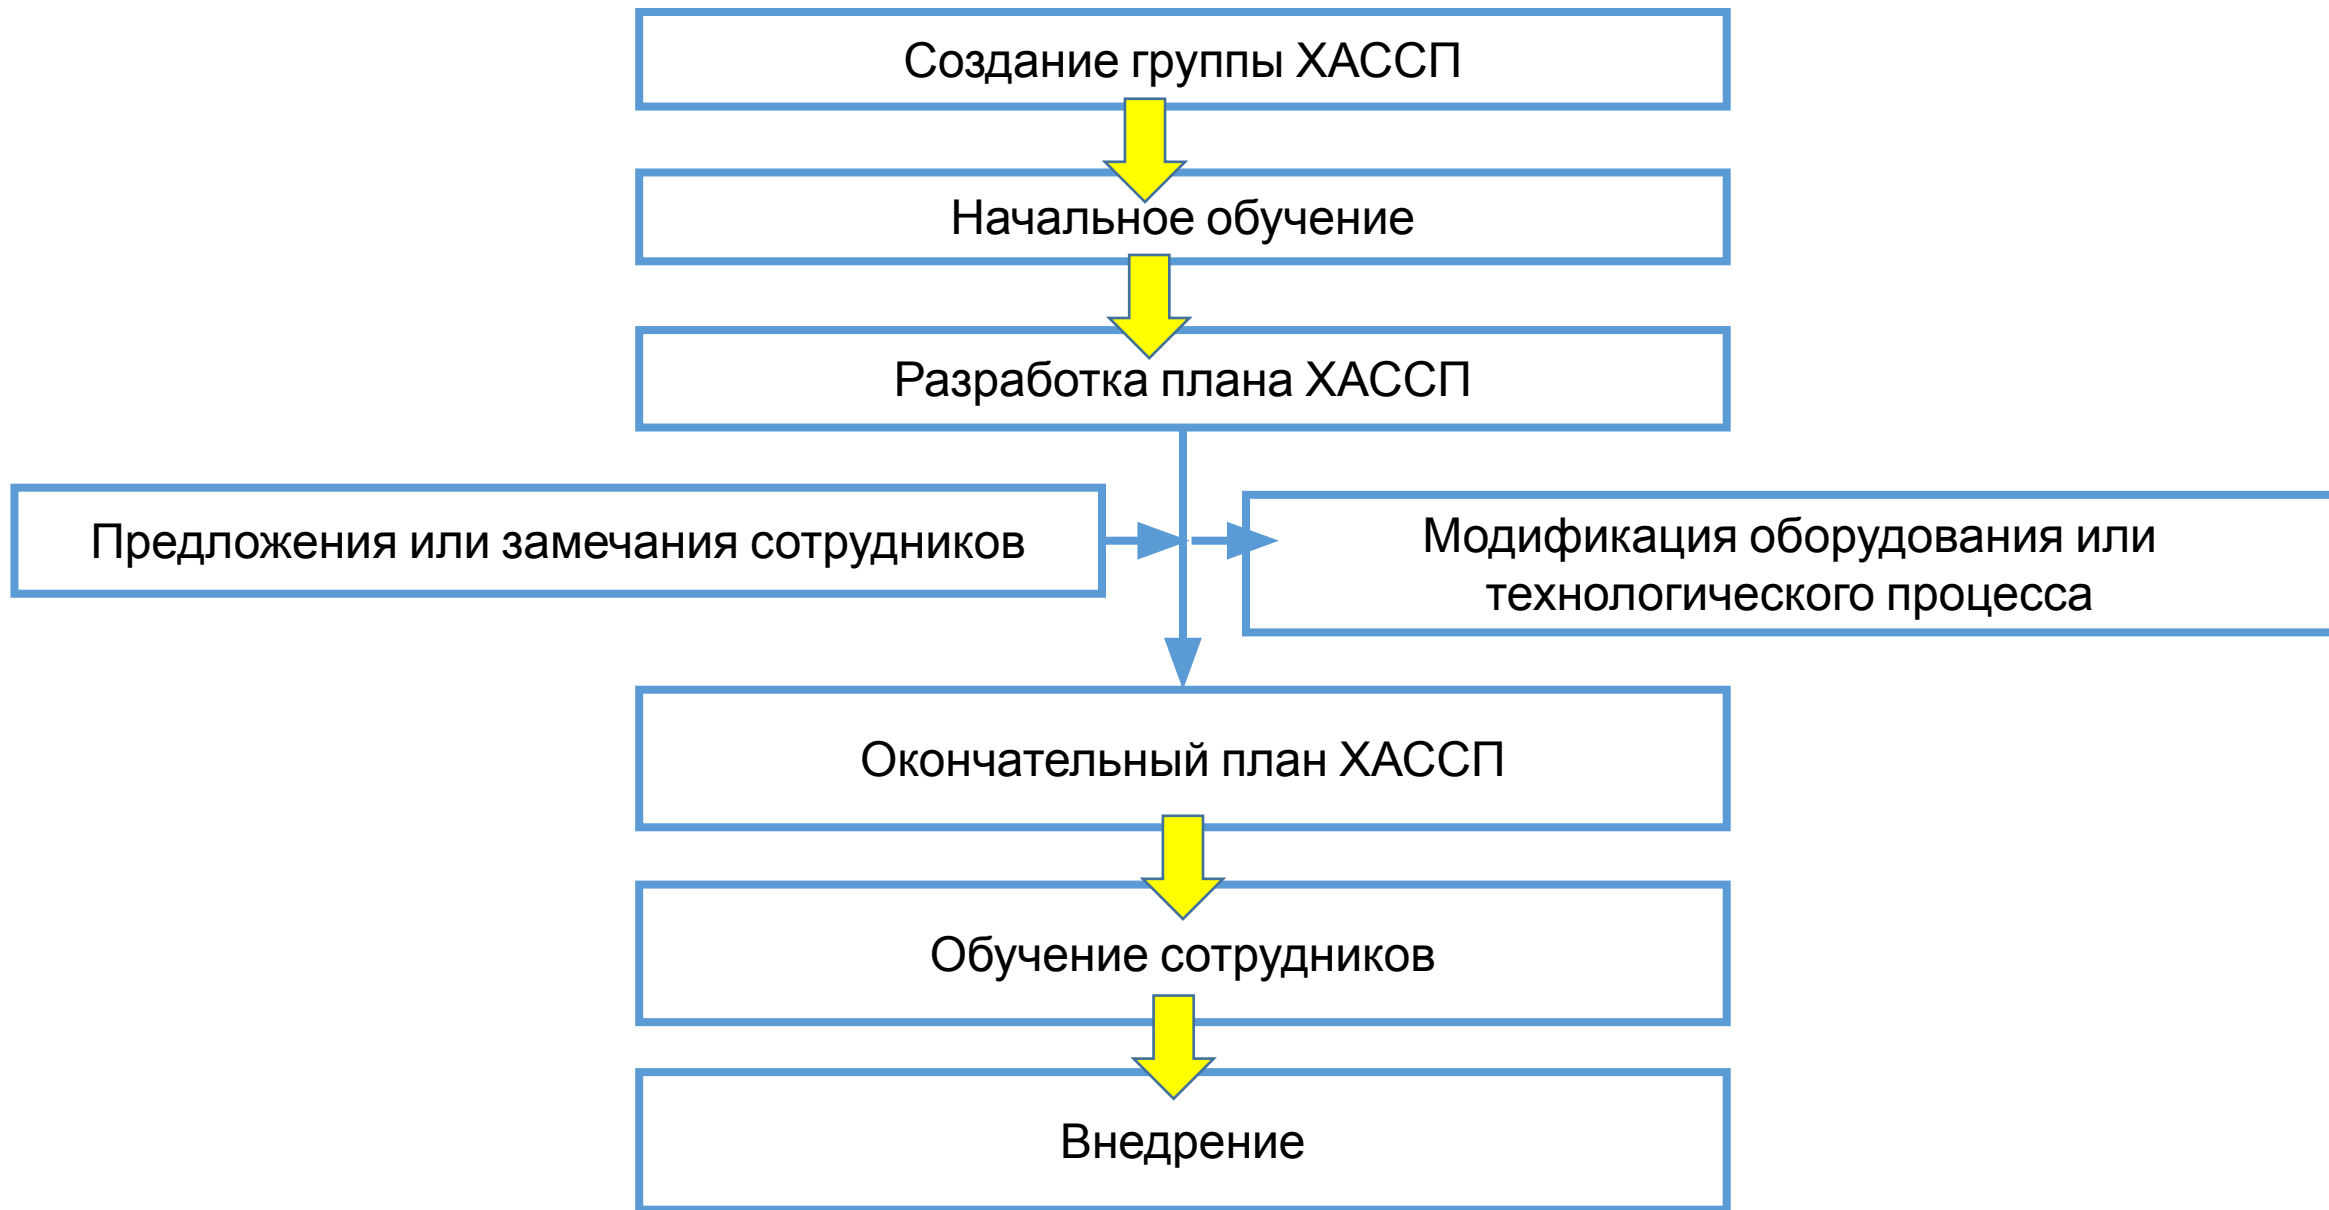 Создание группы ХАССП
Начальное обучение
Разработка плана ХАССП
Предложения или замечания сотрудников
Модификация оборудования или
технологического процесса
Окончательный план ХАССП
Обучение сотрудников
Внедрение